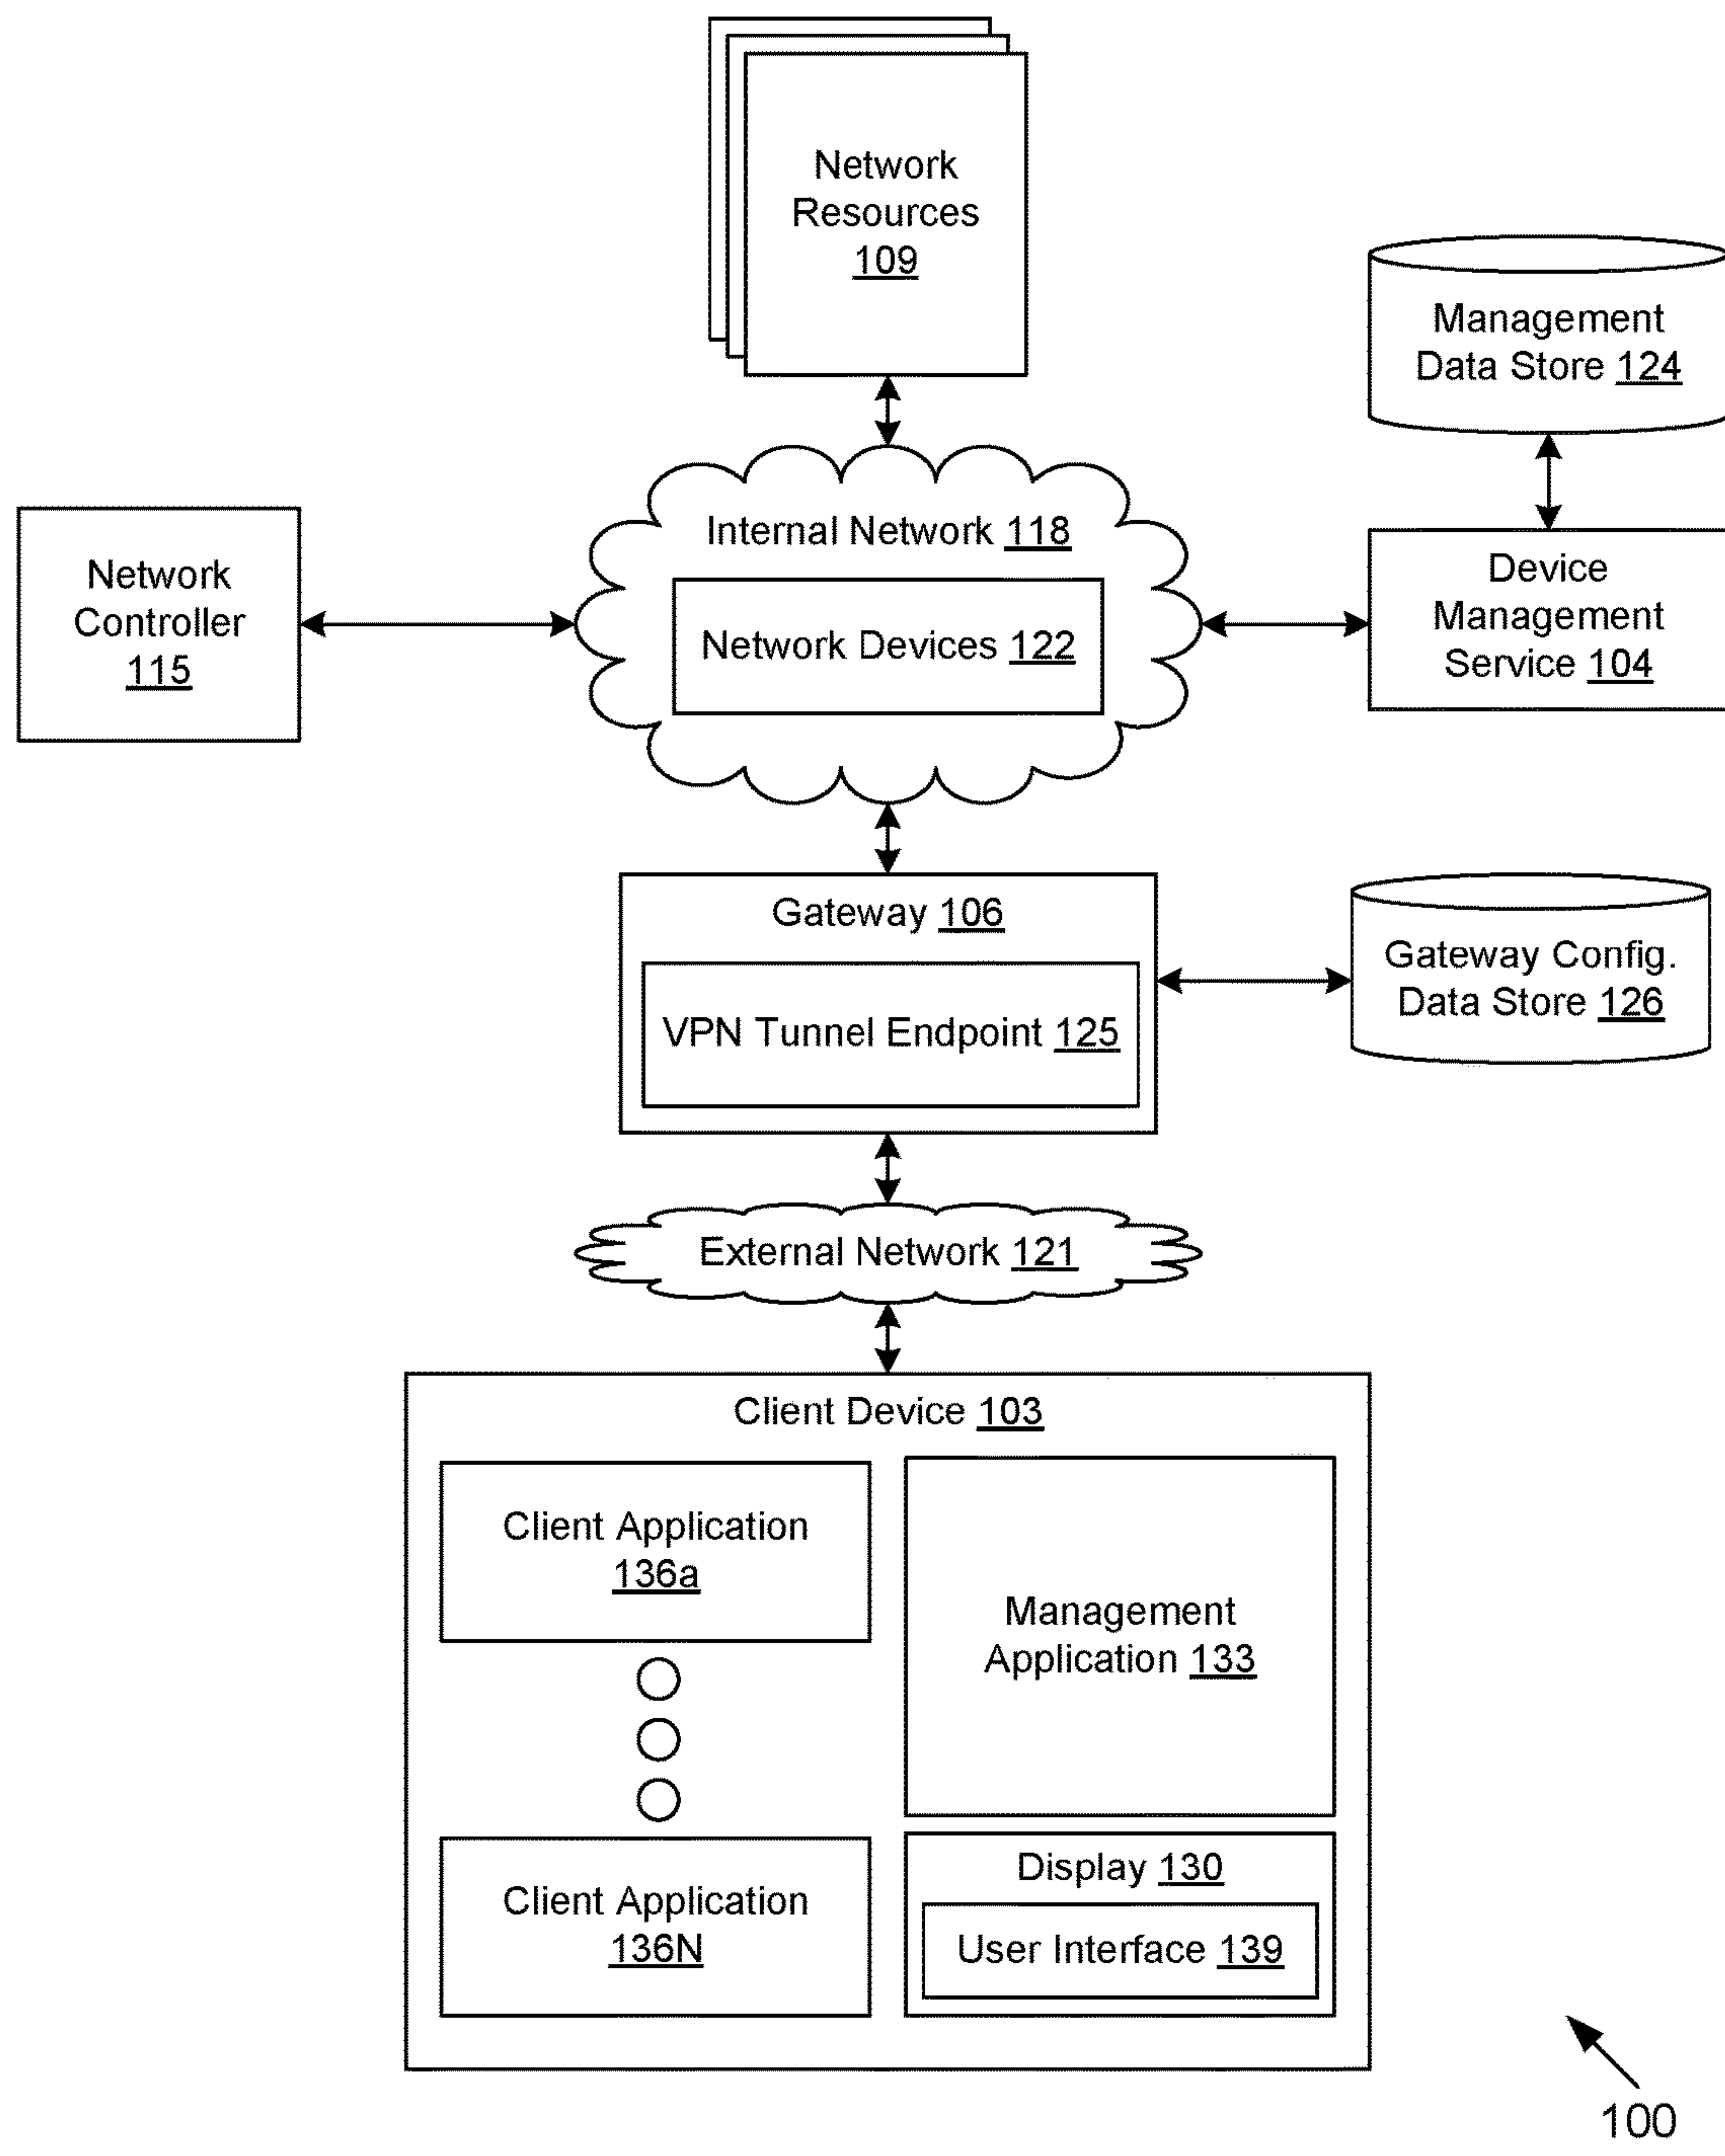 Network
Resources
109
Management
Data Store 124
Internal Network 118
Network Devices 122
Network
Controller
115
Device
Management
Service 104
Gateway 106
VPN Tunnel Endpoint 125
Gateway Config.
Data Store 126
External Network 121
Client Device 103
Client Application
136a
Management
Application 133
Client Application
136N
Display 130
User Interface 139
100